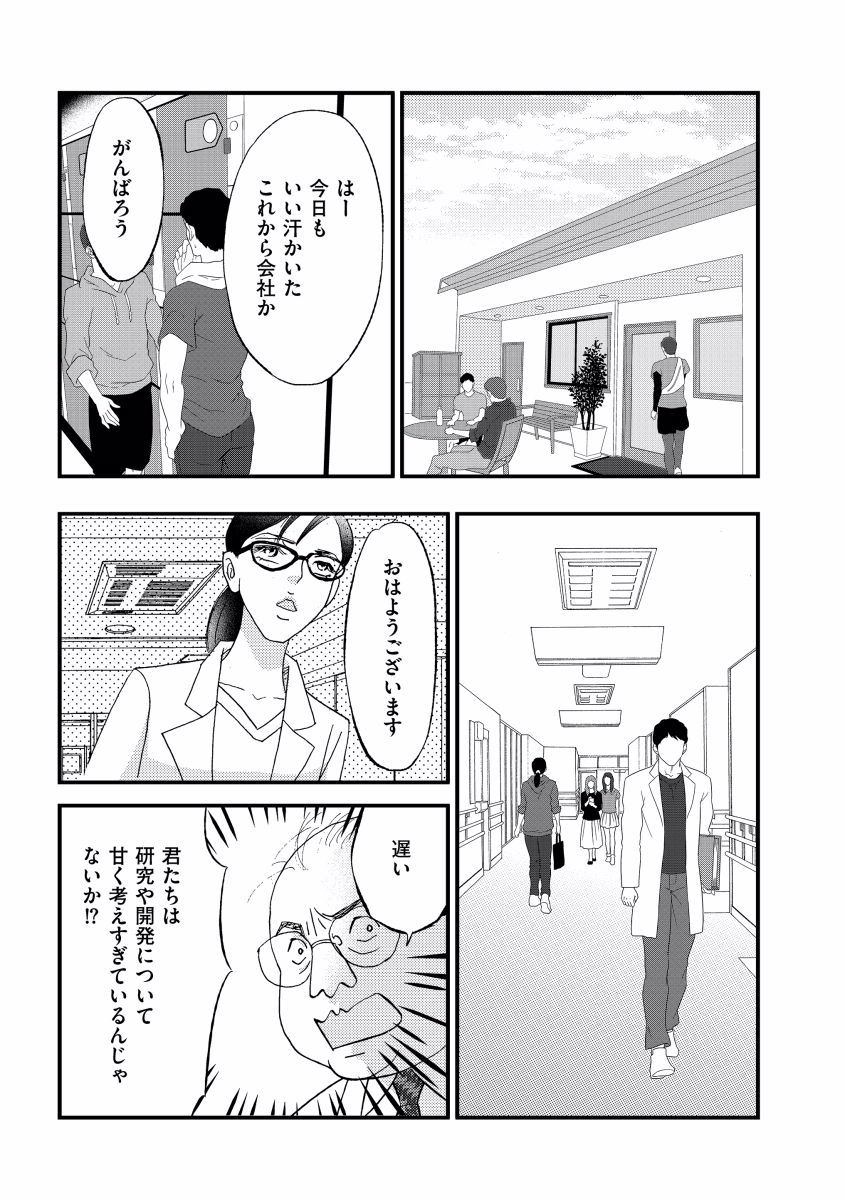 はー
今日も
いい汗かいた
これから会社か
がんばろう
おはようございます
遅い
君たちは
研究や開発について
甘く考えすぎているんじゃ
ないか!?